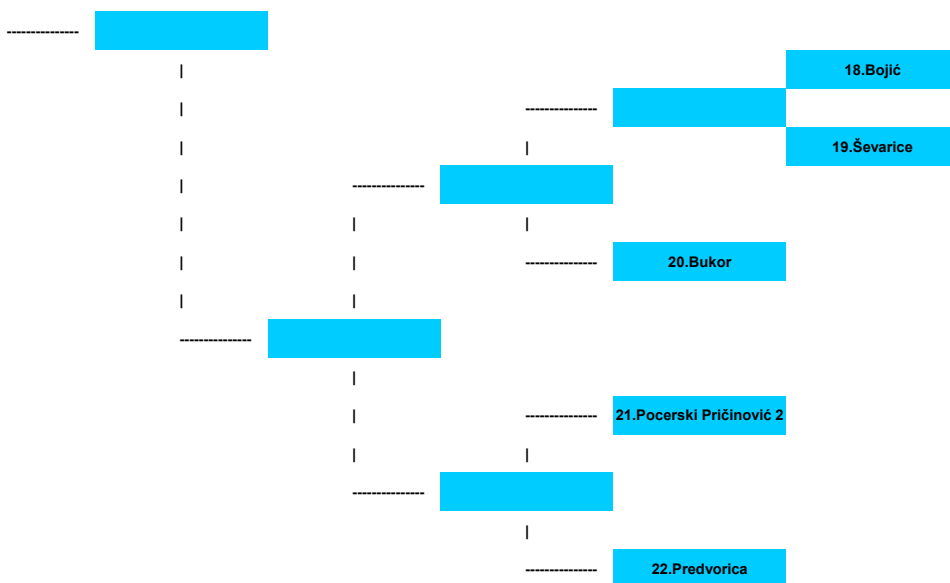 18.Bojić
19.Ševarice
20.Bukor
21.Pocerski Pričinović 2
22.Predvorica